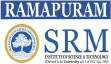 RAMAPURAM
SRM
INSTITUTE OF SCIENCE & TECHNOLOGY